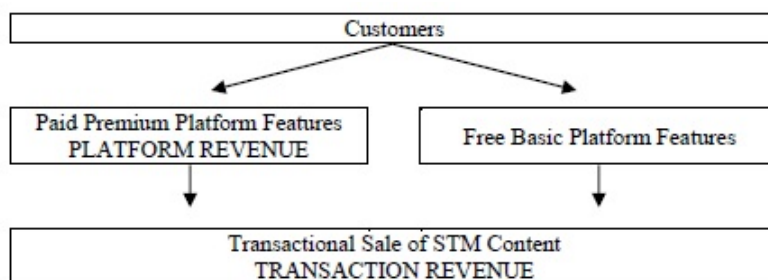 Customers
Paid Premium Platform Features
PLATFORM REVENUE
Free Basic Platform Features
Transactional Sale of STM Content
TRANSACTION REVENUE